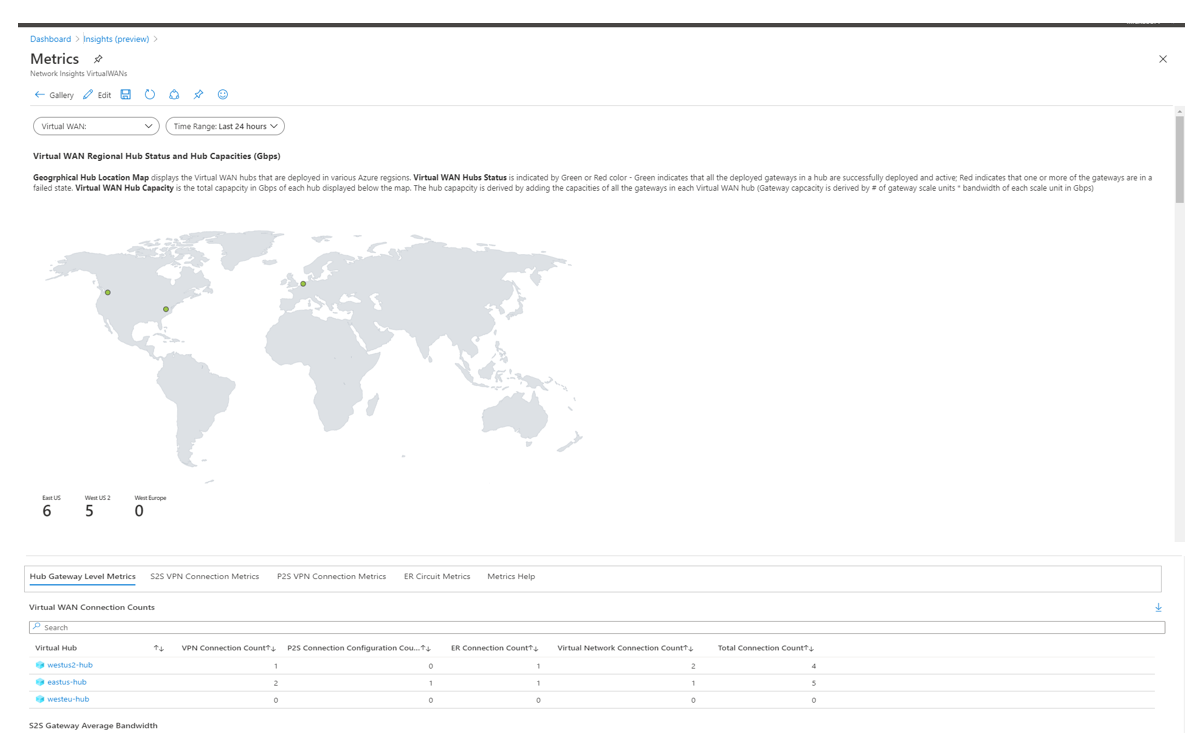 Dashboard > Insights (preview) >
Metrics
Network Insights VirtualWANs
Gallery Edit
Virtual WAN: Time Range: Last 24 hours
Virtual WAN Regional Hub Status and Hub Capacities (Gbps)
Geogrphical Hub Location Map displays the Virtual WAN hubs that are deployed in various Azure regsions. Virtual WAN Hubs Status is indicated by Green or Red color - Green indicates that all the deployed gateways in a hub are successfully deployed and active; Red indicates that one or more of the gateways are in a
failed state. Virtual WAN Hub Capacity is the total capapcity in Gbps of each hub displayed below the map. The hub capapcity is derived by adding the capacities of all the gateways in each Virtual WAN hub (Gateway capcacity is derived by # of gateway scale units * bandwidth of each scale unit in Gbps)
East US West US 2 West Europe
6 5 0
Hub Gateway Level Metrics S2S VPN Connection Metrics P2S VPN Connection Metrics ER Circuit Metrics Metrics Help
Virtual WAN Connection Counts
Search
Virtual Hub ↑↓ VPN Connection Count↑↓ P2S Connection Configuration Cou...↑↓ ER Connection Count↑↓ Virtual Network Connection Count↑↓ Total Connection Count↑↓
westus2-hub 1 0 1 2 4
eastus-hub 2 1 1 1 5
westeu-hub 0 0 0 0 0
S2S Gateway Average Bandwidth